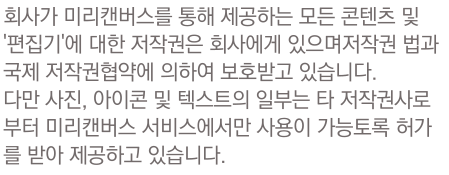 회사가 미리캔버스를 통해 제공하는 모든 콘텐츠 및
'편집기'에 대한 저작권은 회사에게 있으며저작권 법과
국제 저작권협약에 의하여 보호받고 있습니다.
다만 사진, 아이콘 및 텍스트의 일부는 타 저작권사로
부터 미리캔버스 서비스에서만 사용이 가능토록 허가
를 받아 제공하고 있습니다.